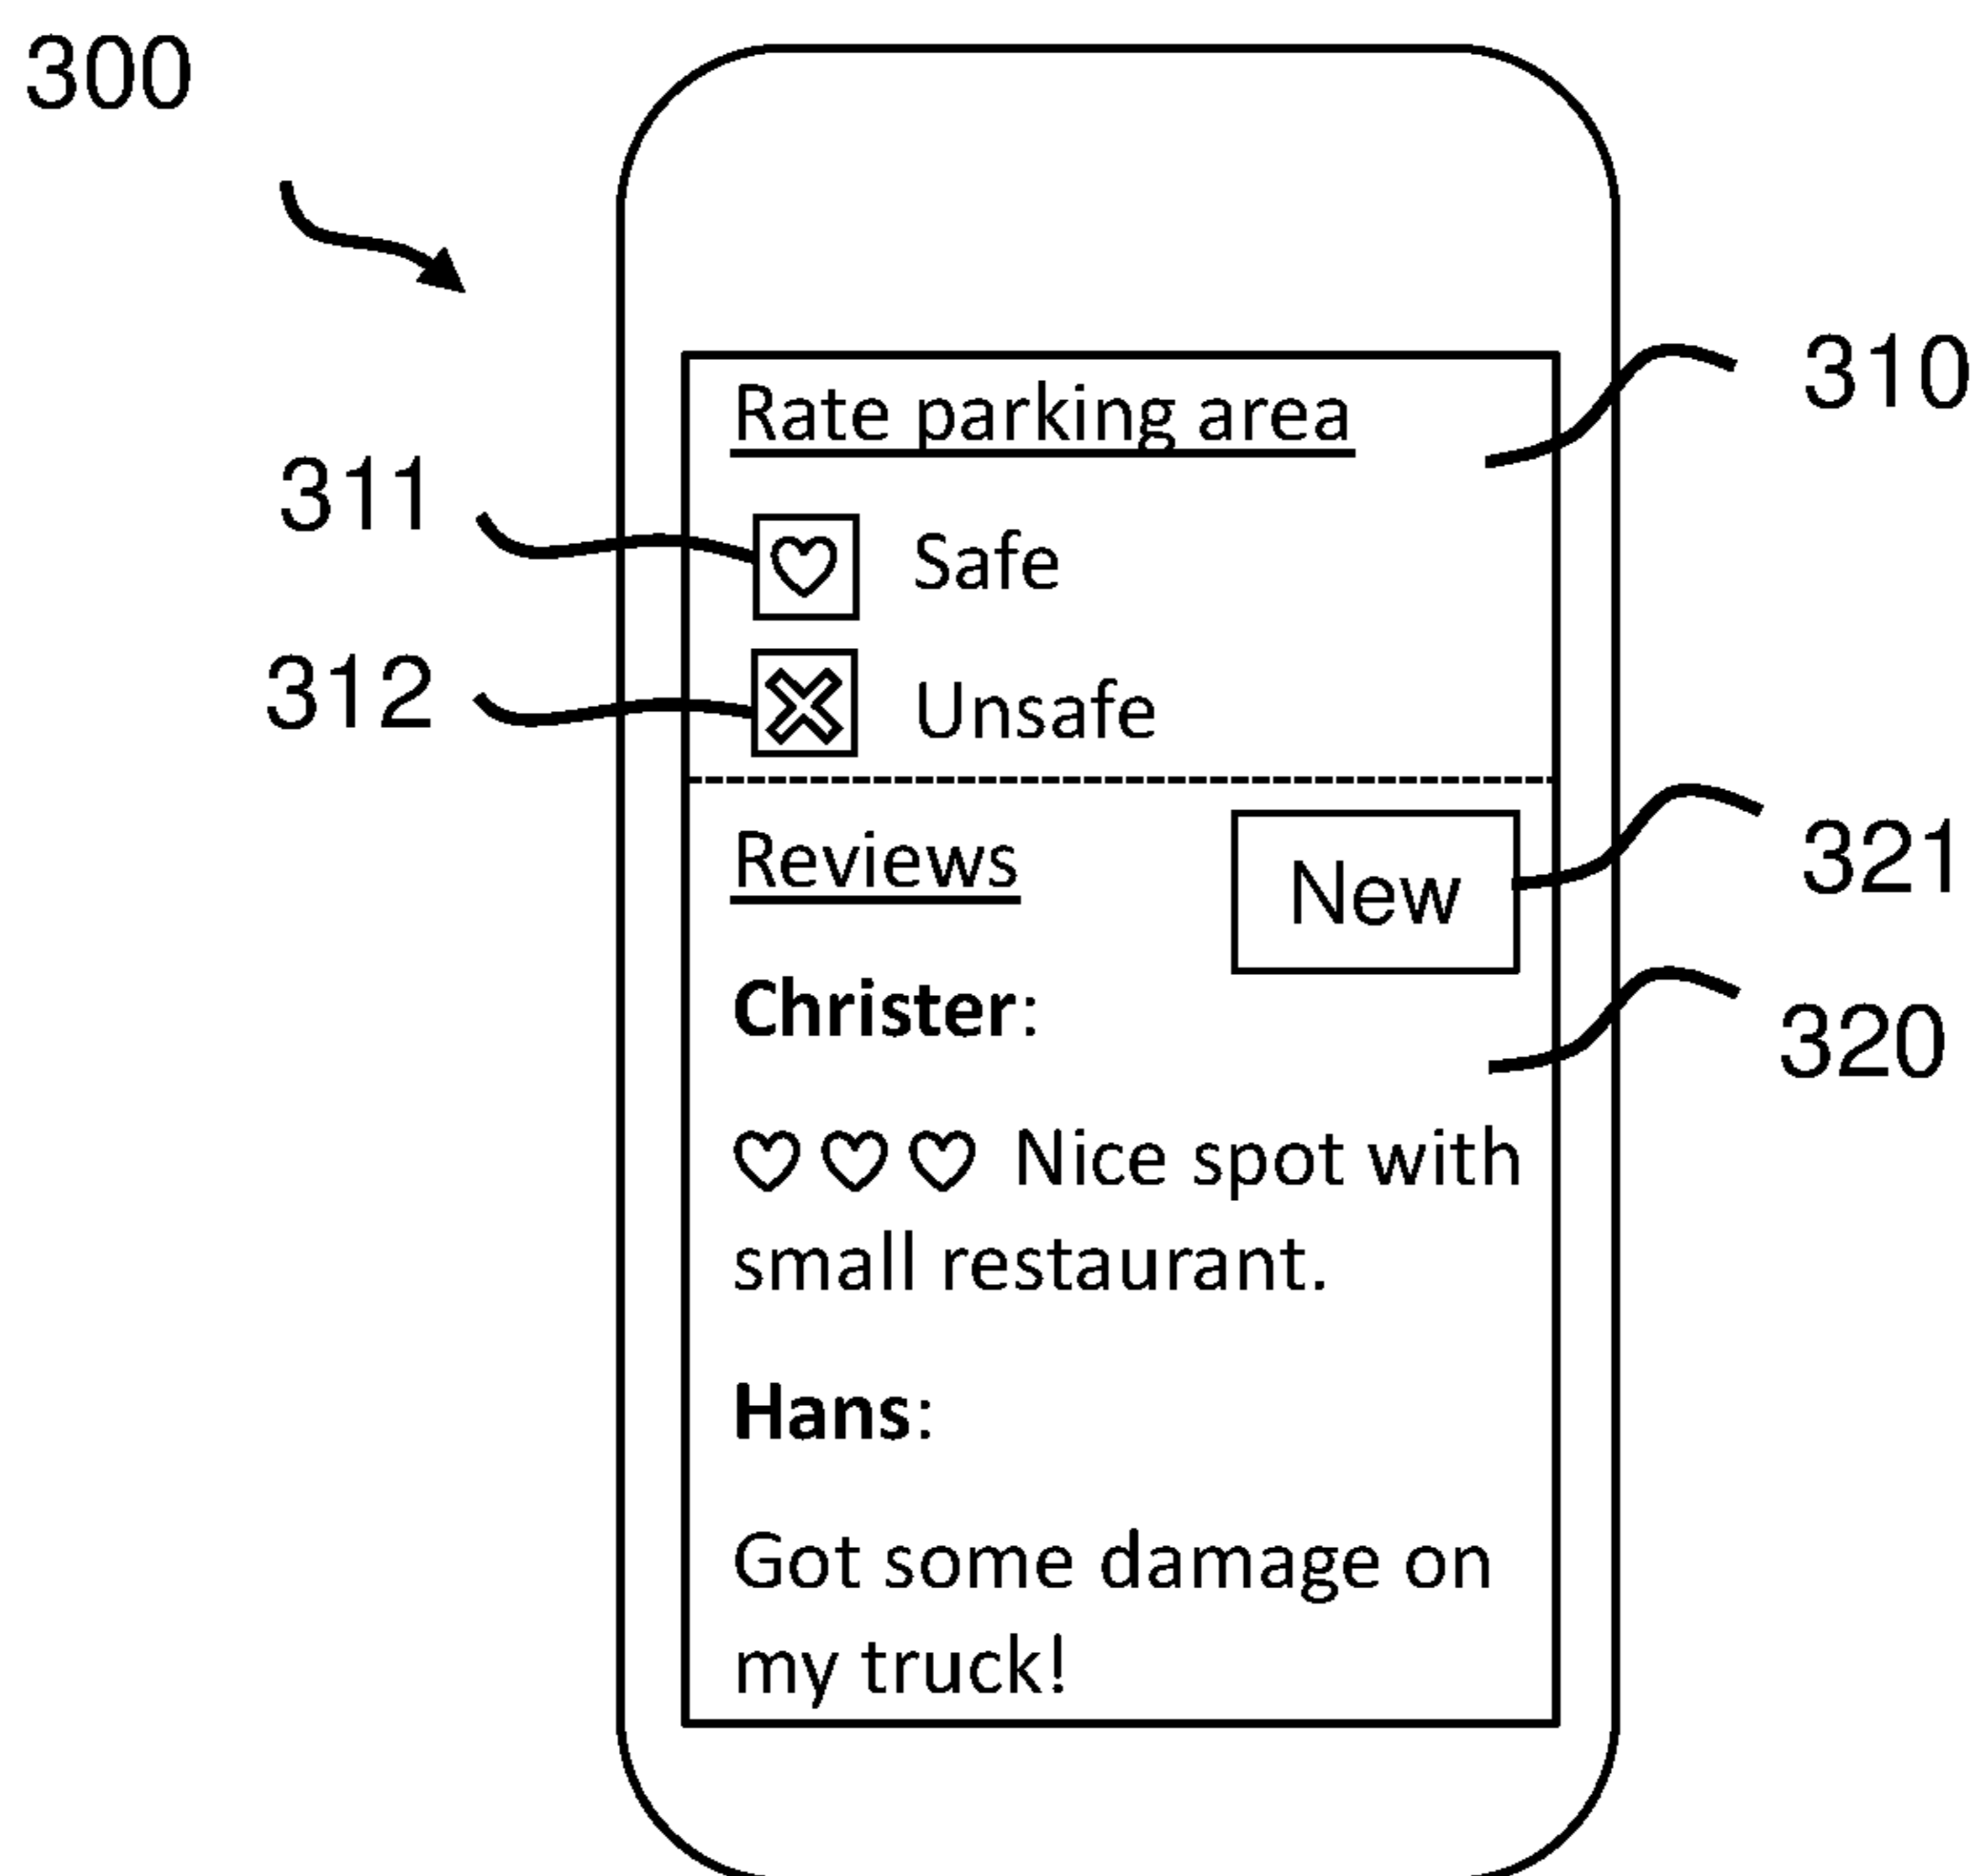 300
310
Rate parking area
311
Safe
312
Unsafe
321
Reviews
New
Christer:
320
♡ ♡ ♡ Nice spot with
small restaurant.
Hans:
Got some damage on
my truck!